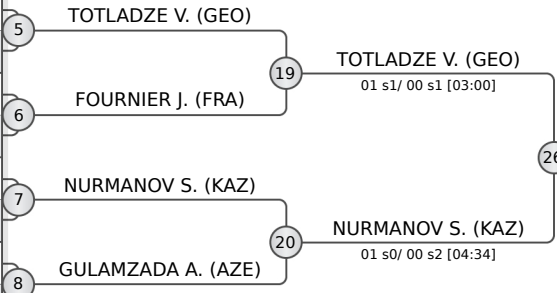 TOTLADZE V. (GEO)
5
19
TOTLADZE V. (GEO)
01 s1/ 00 s1 [03:00]
FOURNIER J. (FRA)
6
26
NURMANOV S. (KAZ)
7
20
NURMANOV S. (KAZ)
01 s0/ 00 s2 [04:34]
GULAMZADA A. (AZE)
8